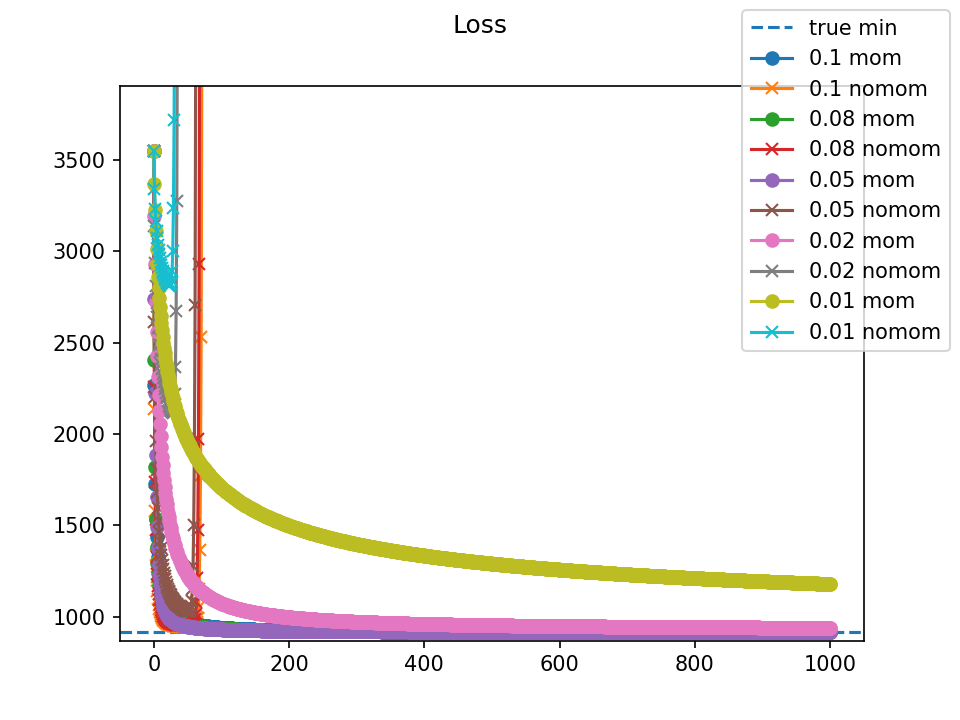 Loss
true min
0.1 mom
0.1 nomom
0.08 mom
0.08 nomom
0.05 mom
0.05 nomom
0.02 mom
0.02 nomom
0.01 mom
0.01 nomom
3500
3000
2500
2000
1500
1000
0 200 400 600 800 1000